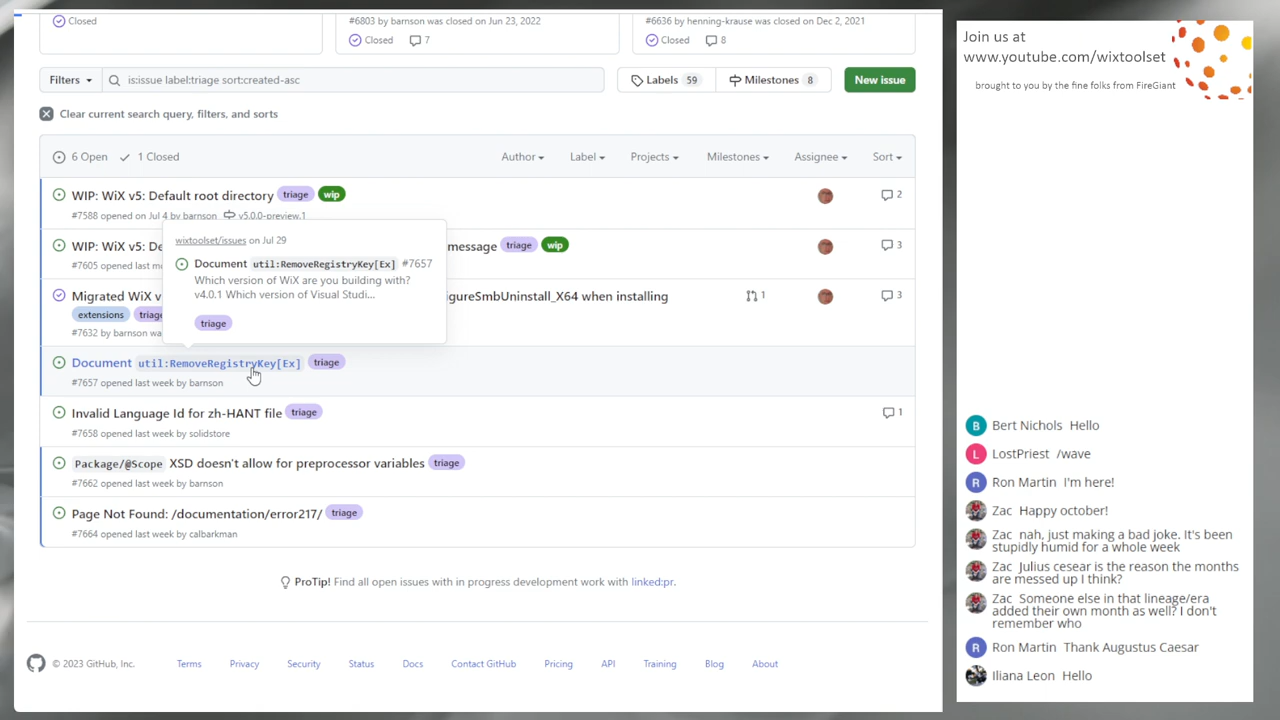 Closed
#6803 by barnson was closed on Jun 23, 2022
Closed 7
#6636 by henning-krause was closed on Dec 2, 2021
Closed 8
Filters
is:issue label:triage sort:created-asc
Labels 59
Milestones 8
New issue
Clear current search query, filters, and sorts
6 Open
1 Closed
Author
Label
Projects
Milestones
Assignee
Sort
WIP: WiX v5: Default root directory triage wip
2
#7588 opened on Jul 4 by barnson v5.0.0-preview.1
WIP: WiX v5: De
message triage wip
3
#7605 opened last m
wixtoolset/issues on Jul 29
Document util:RemoveRegistryKey[Ex] #7657
Which version of WiX are you building with?
v4.0.1 Which version of Visual Studi...
triage
Migrated WiX v
igureSmbUninstall_X64 when installing
1
3
extensions
#7632 by barnson wa
Document util:RemoveRegistryKey[Ex] triage
#7657 opened last week by barnson
Invalid Language Id for zh-HANT file triage
1
#7658 opened last week by solidstore
Package/@Scope XSD doesn't allow for preprocessor variables triage
#7662 opened last week by barnson
Page Not Found: /documentation/error217/ triage
#7664 opened last week by calbarkman
ProTip! Find all open issues with in progress development work with linked:pr.
© 2023 GitHub, Inc.
Terms
Privacy
Security
Status
Docs
Contact GitHub
Pricing
API
Training
Blog
About
Join us at
www.youtube.com/wixtoolset
brought to you by the fine folks from FireGiant
B Bert Nichols Hello
L LostPriest /wave
R Ron Martin I'm here!
Zac Happy october!
Zac nah, just making a bad joke. It's been
stupidly humid for a whole week
Zac Julius cesear is the reason the months
are messed up I think?
Zac Someone else in that lineage/era
added their own month as well? I don't
remember who
R Ron Martin Thank Augustus Caesar
Iliana Leon Hello